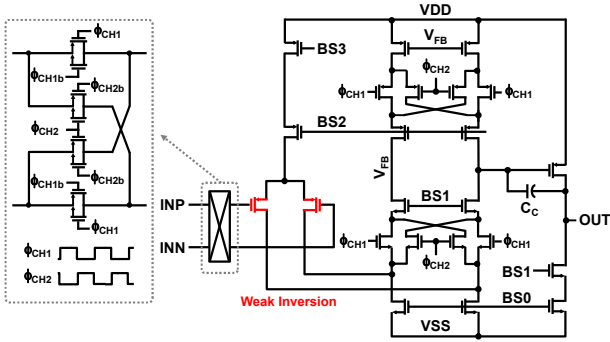 VDD
ΦCH1
BS3
VFB
ΦCH2
ΦCH1b
ΦCH2b
ΦCH1
ΦCH1
BS2
ΦCH2
VFB
ΦCH1b
ΦCH2b
BS1
CC
INP
OUT
ΦCH1
INN
ΦCH1
ΦCH1
ΦCH2
BS1
ΦCH1
ΦCH2
Weak Inversion
BS0
VSS